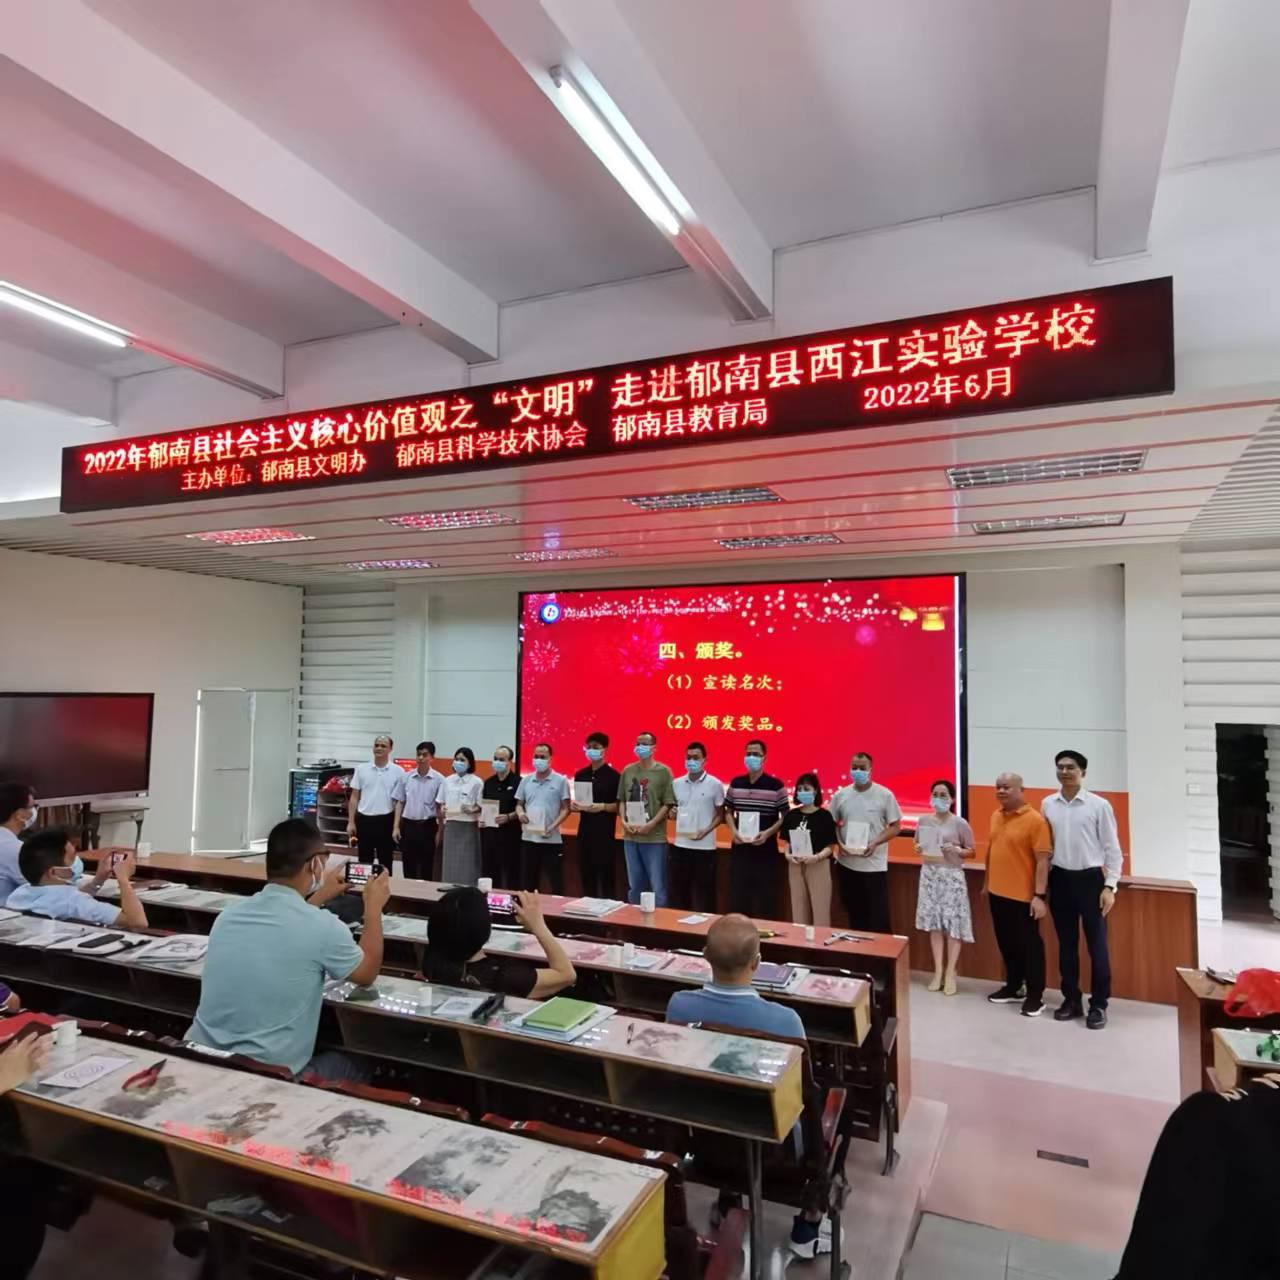 2022年郁南县社会主义核心价值观之“文明”走进郁南县西江实验学校
主办单位：郁南县文明办 郁南县科学技术协会 郁南县教育局 2022年6月
四、颁奖。
（1）宣读名次；
（2）颁发奖品。